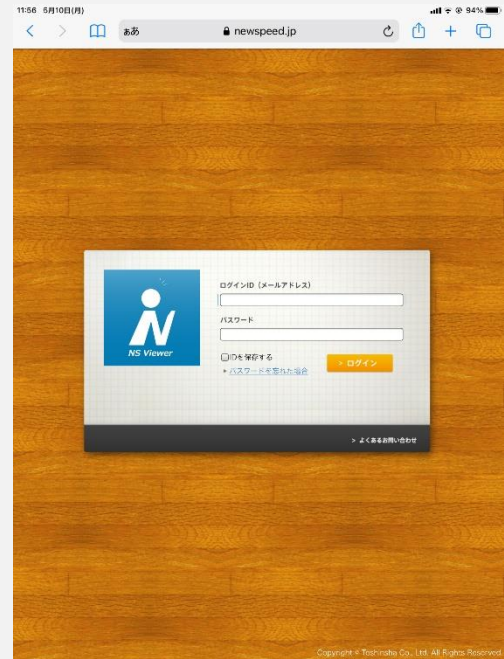 11:56 5月10日(月)
94%
ぁあ
newspeed.jp
ログインID（メールアドレス）
パスワード
IDを保存する
> ログイン
パスワードを忘れた場合
NS Viewer
> よくあるお問い合わせ
Copyright © Toshinsha Co., Ltd. All Rights Reserved